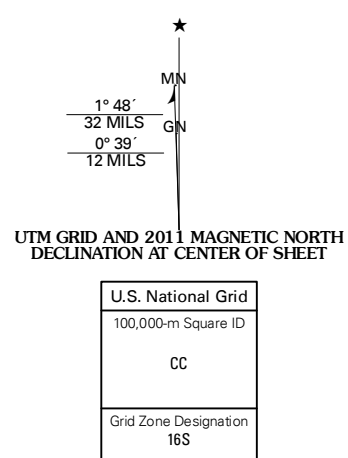 ★
MN
1° 48´
32 MILS
GN
0° 39´
12 MILS
UTM GRID AND 2011 MAGNETIC NORTH
DECLINATION AT CENTER OF SHEET
U.S. National Grid
100,000-m Square ID
CC
Grid Zone Designation
16S